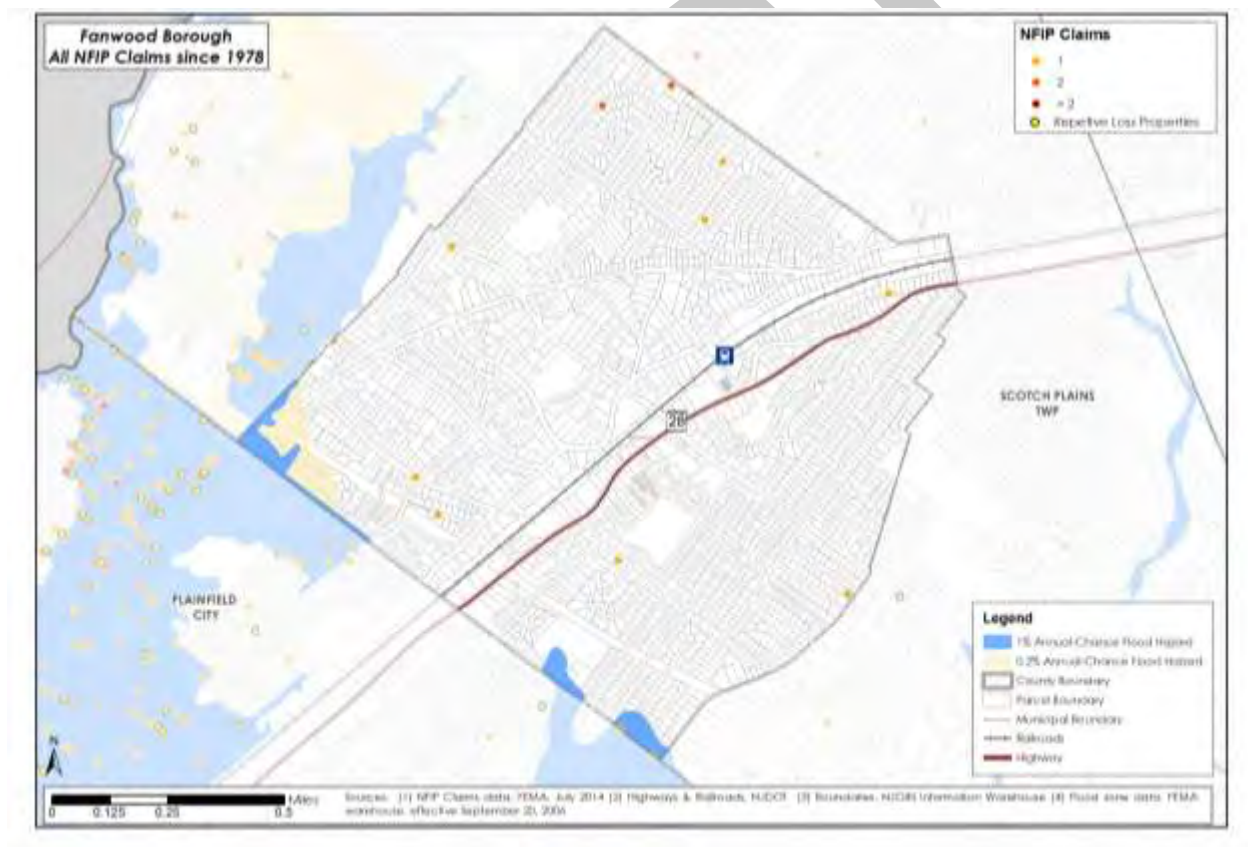 Fanwood Borough
All NFIP Claims since 1978
NFIP Claims
1
2
> 2
Repetive Loss Properties
28
SCOTCH PLAINS
TWP
PLAINFIELD
CITY
Legend
1% Annual-Chance Flood Hazard
0.2% Annual-Chance Flood Hazard
County Boundary
Parcel Boundary
Municipal Boundary
Railroads
Highway
N
Miles
0 0.125 0.25 0.5
Sources: (1) NFIP Claims data, FEMA, July 2014 (2) Highways & Railroads, NJDOT (3) Boundaries, NJGIN Information Warehouse (4) Flood zone data, FEMA
warehouse, effective September 20, 2006